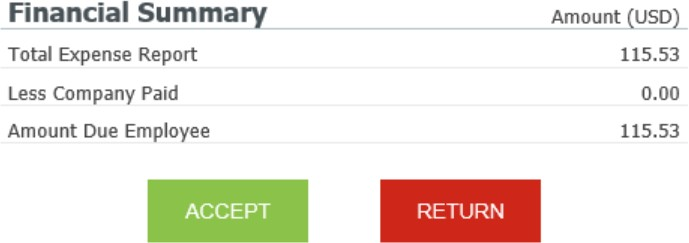 Financial Summary Amount (USD)
Total Expense Report 115.53
Less Company Paid 0.00
Amount Due Employee 115.53
ACCEPT RETURN